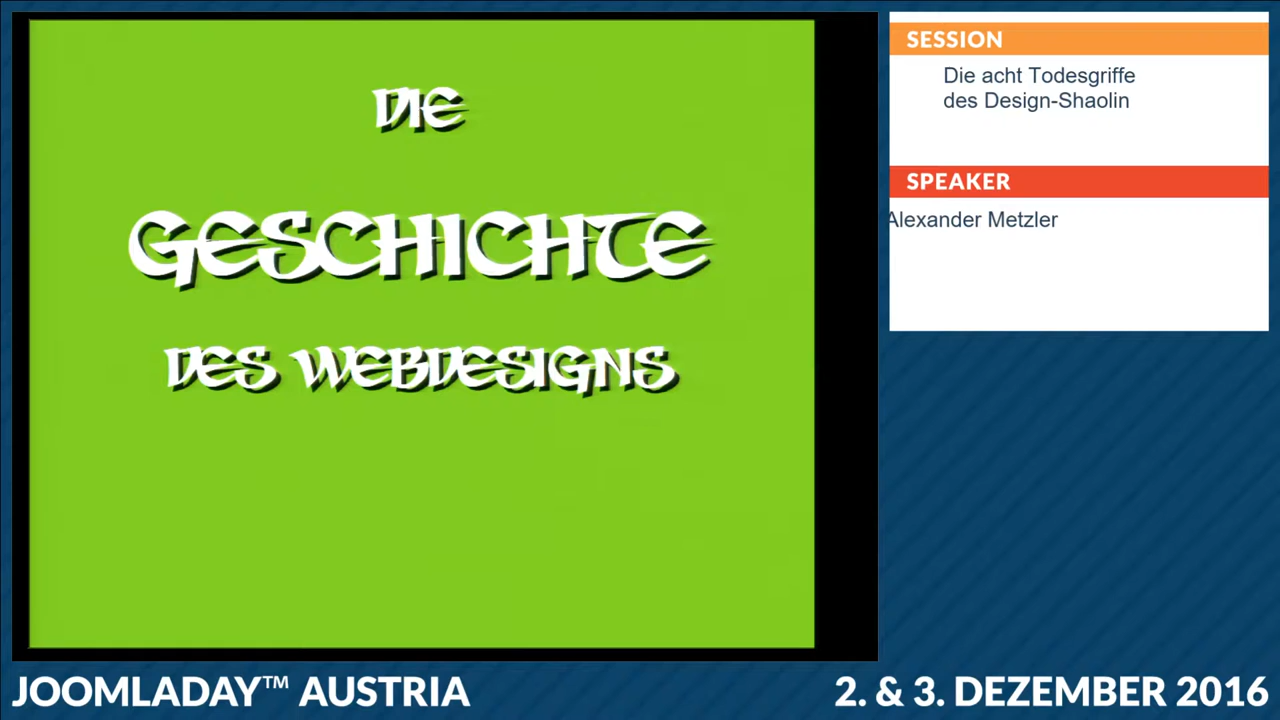 DIE
GESCHICHTE
DES WEBDESIGNS
SESSION
Die acht Todesgriffe
des Design-Shaolin
SPEAKER
Alexander Metzler
JOOMLADAY™ AUSTRIA
2. & 3. DEZEMBER 2016